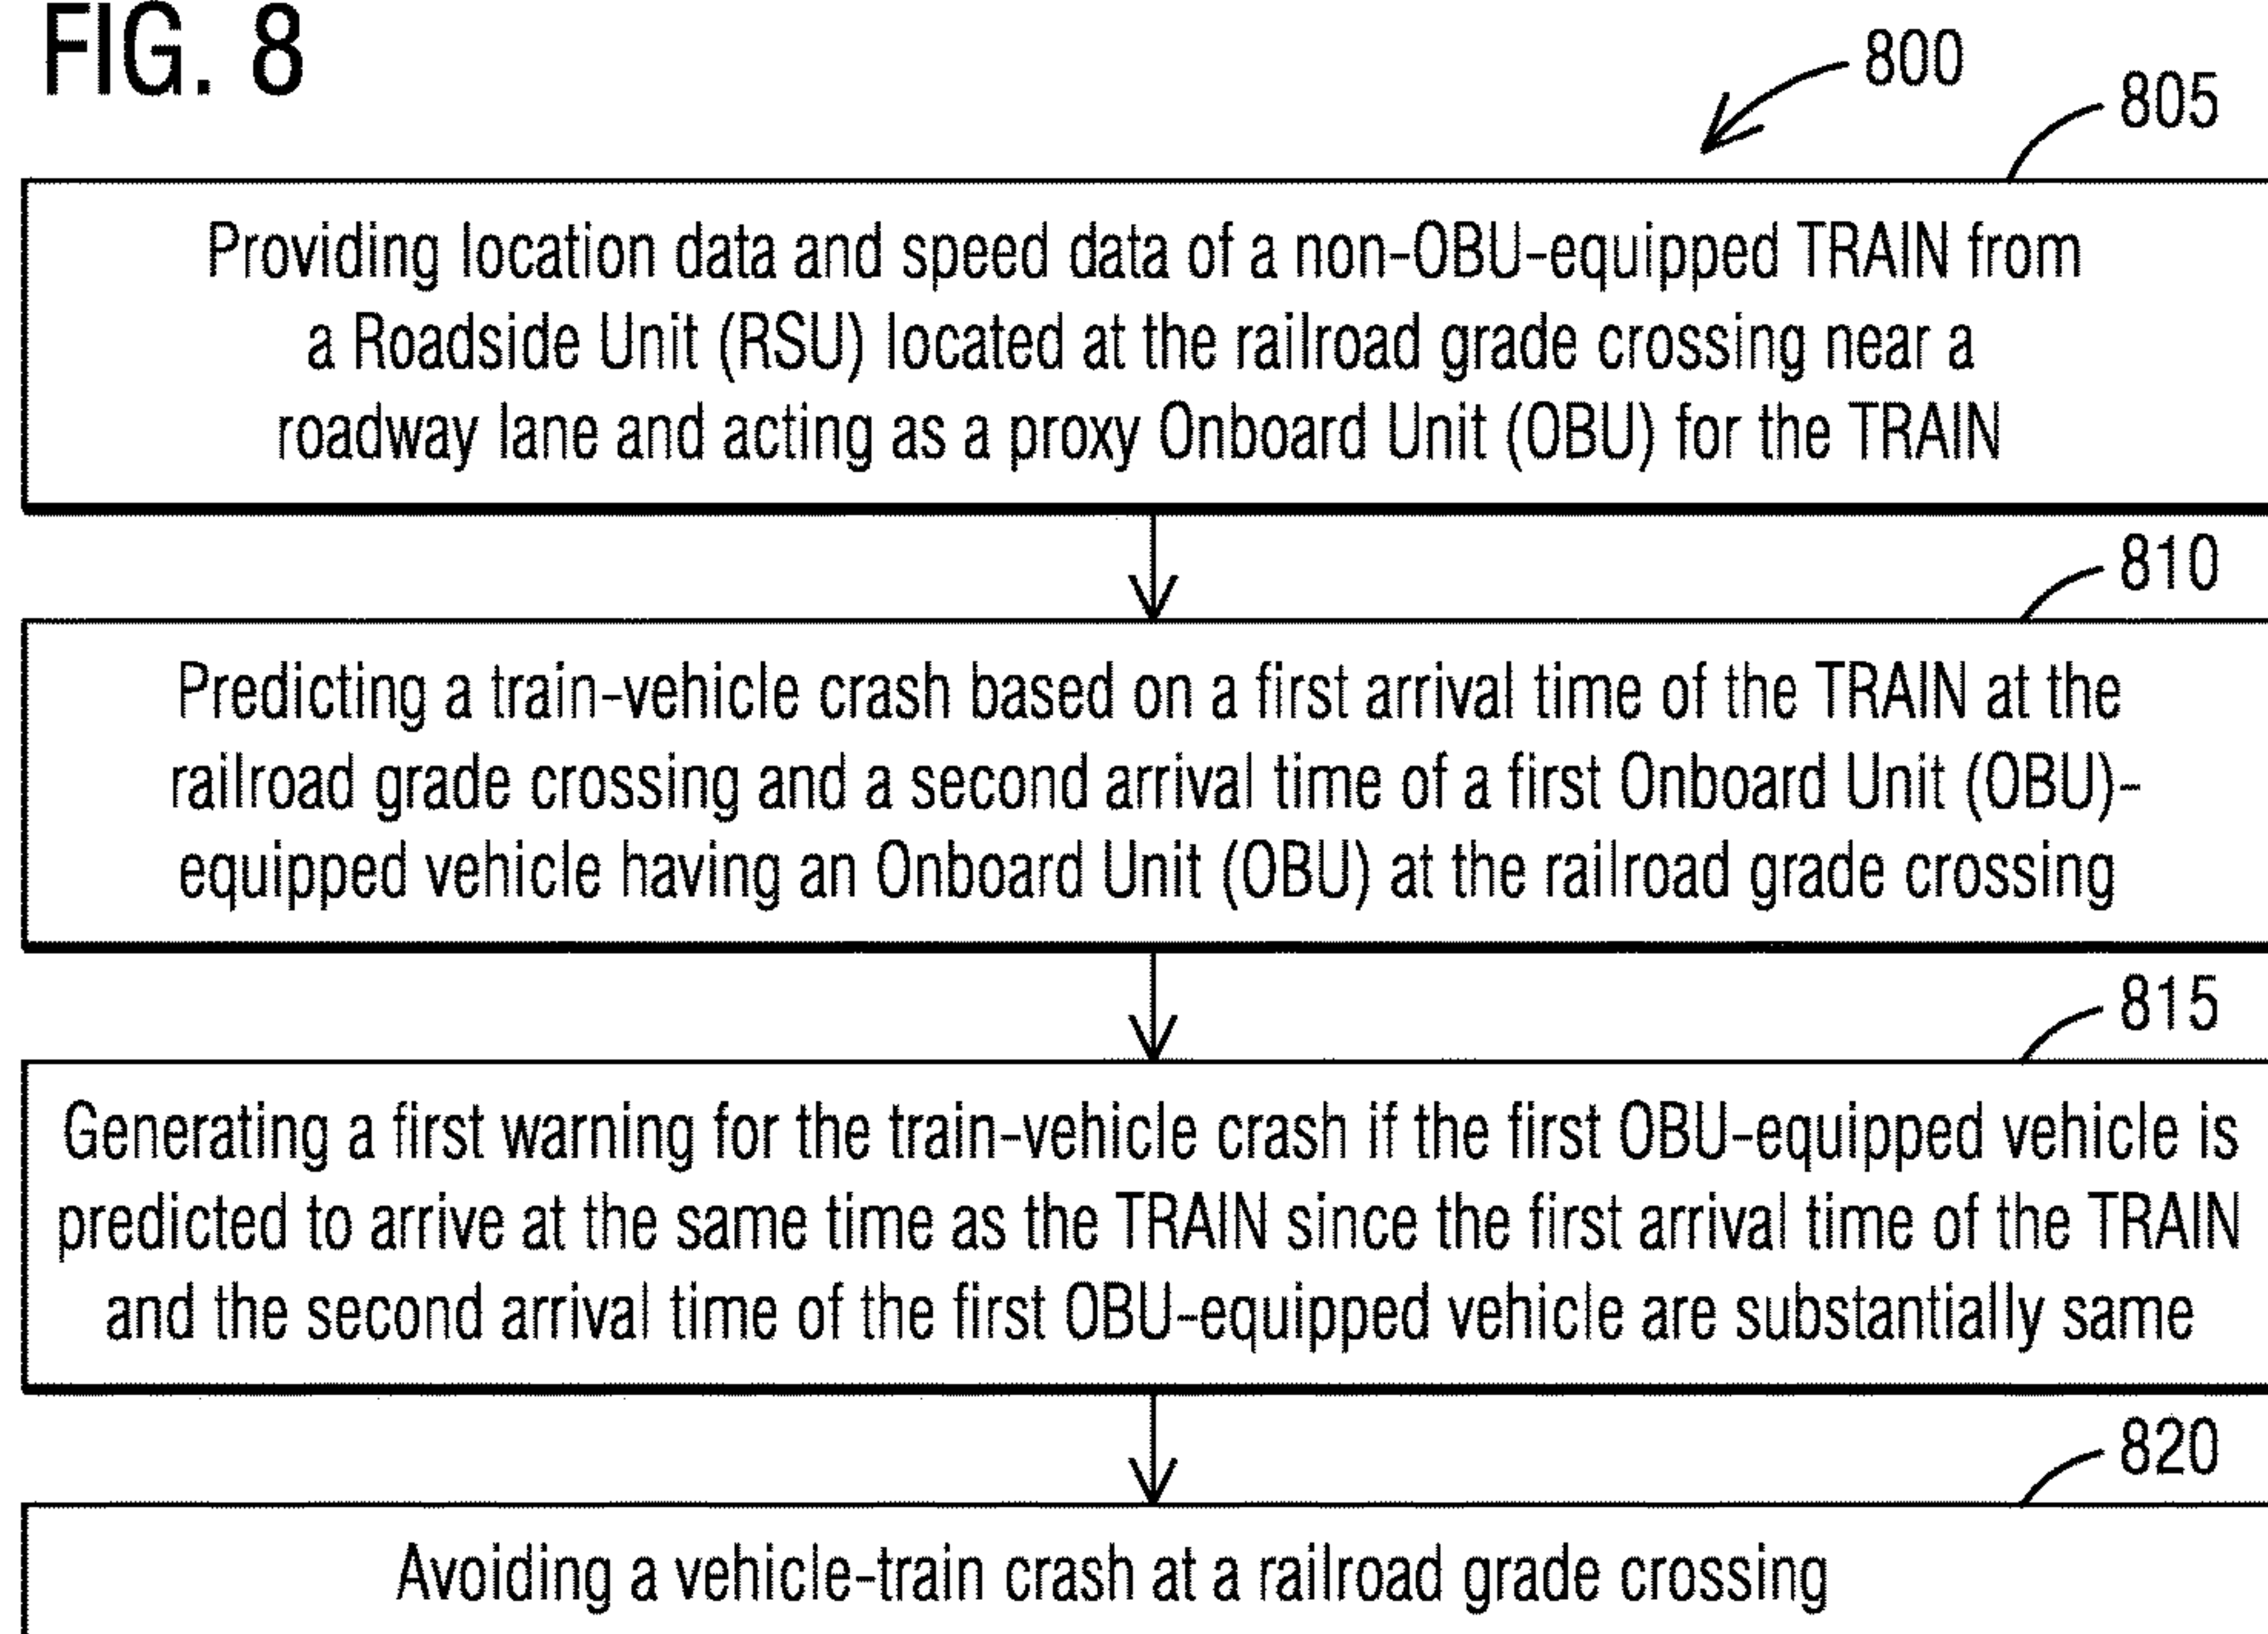 FIG. 8
800
805
Providing location data and speed data of a non-OBU-equipped TRAIN from
a Roadside Unit (RSU) located at the railroad grade crossing near a
roadway lane and acting as a proxy Onboard Unit (OBU) for the TRAIN
810
Predicting a train-vehicle crash based on a first arrival time of the TRAIN at the
railroad grade crossing and a second arrival time of a first Onboard Unit (OBU)-
equipped vehicle having an Onboard Unit (OBU) at the railroad grade crossing
815
Generating a first warning for the train-vehicle crash if the first OBU-equipped vehicle is
predicted to arrive at the same time as the TRAIN since the first arrival time of the TRAIN
and the second arrival time of the first OBU-equipped vehicle are substantially same
820
Avoiding a vehicle-train crash at a railroad grade crossing